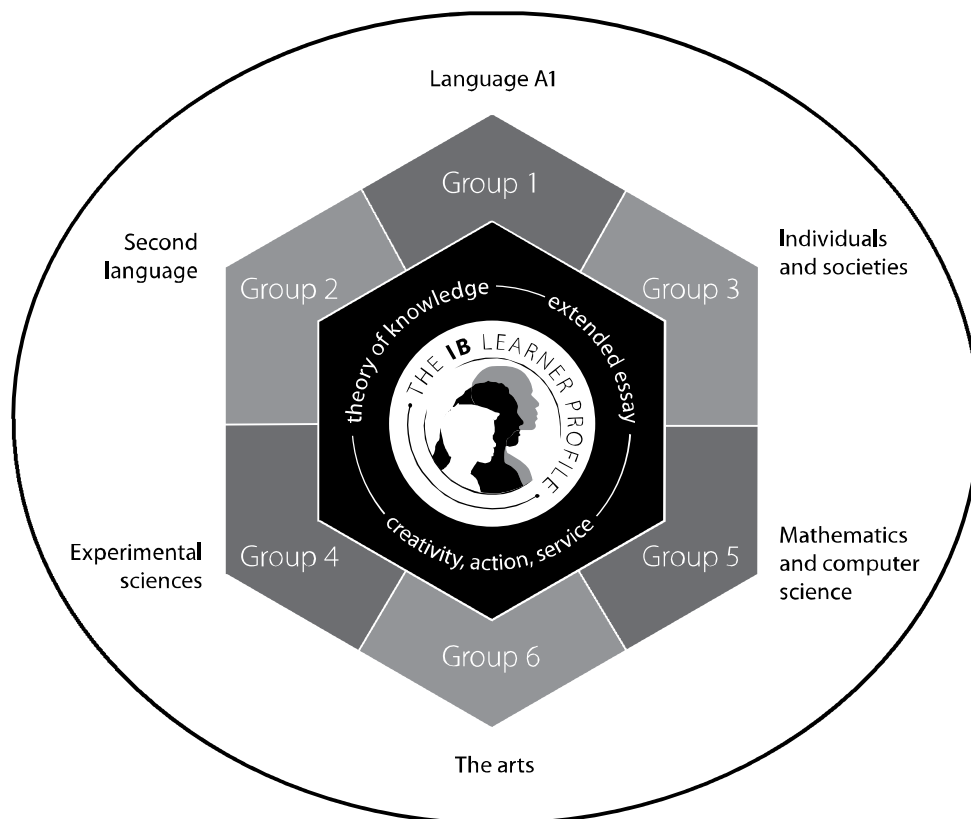 Language A1
Group 1
Second
language
Individuals
and societies
Group 2
Group 3
theory of knowledge
extended essay
THE IB LEARNER PROFILE
creativity, action, service
Experimental
sciences
Group 4
Group 5
Mathematics
and computer
science
Group 6
The arts